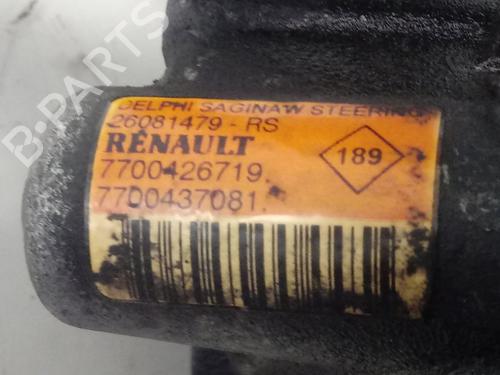 DELPHI SAGINAW STEERING
26081479 - RS
RENAULT
189
7700426719.
7700437081.
B-Parts